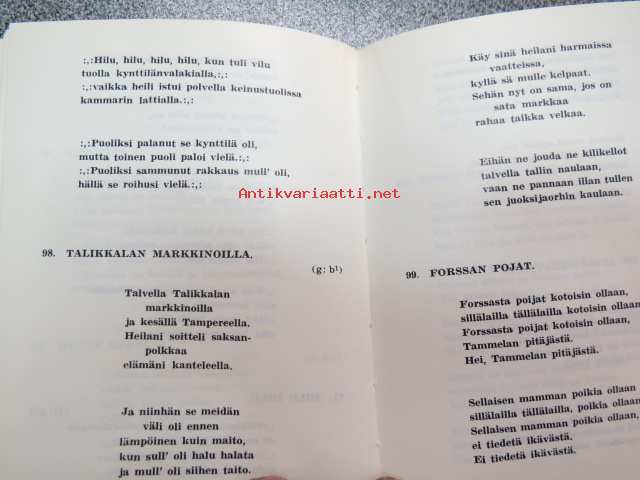 :,:Hilu, hilu, hilu, hilu, kun tuli vilu
tuolla kynttilänvalakialla,:,:
:,:vaikka heili istui polvella keinustuolissa
kammarin lattialla.:,:
:,:Puoliksi palanut se kynttilä oli,
mutta toinen puoli paloi vielä.:,:
:,:Puoliksi sammunut rakkaus mull' oli,
hällä se roihusi vielä.:,:
98. TALIKKALAN MARKKINOILLA.
(g: b¹)
Talvella Talikkalan
markkinoilla
ja kesällä Tampereella.
Heilani soitteli saksan-
polkkaa
elämäni kanteleella.
Ja niinhän se meidän
väli oli ennen
lämpöinen kuin maito,
kun sull' oli halu halata
ja mull' oli siihen taito.
Käy sinä heilani harmaissa
vaatteissa,
kyllä sä mulle kelpaat.
Sehän nyt on sama, jos on
sata markkaa
rahaa taikka velkaa.
Eihän ne jouda ne kilikellot
talvella tallin naulaan,
vaan ne pannaan illan tullen
sen juoksijaorhin kaulaan.
99. FORSSAN POJAT.
Forssasta poijat kotoisin ollaan,
sillälailla tällälailla kotoisin ollaan
Forssasta poijat kotoisin ollaan,
Tammelan pitäjästä.
Hei, Tammelan pitäjästä.
Sellaisen mamman poikia ollaan
sillälailla tällälailla, poikia ollaan
Sellaisen mamman poikia ollaan,
ei tiedetä ikävästä.
Ei tiedetä ikävästä.
Antikvariaatti.net